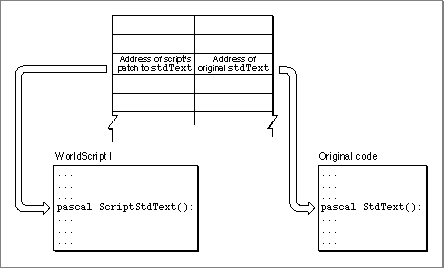 Address of script's Address of
patch to stdText original stdText
WorldScript I Original code
... ...
... ...
... ...
pascal ScriptStdText(): pascal StdText():
... ...
... ...
... ...